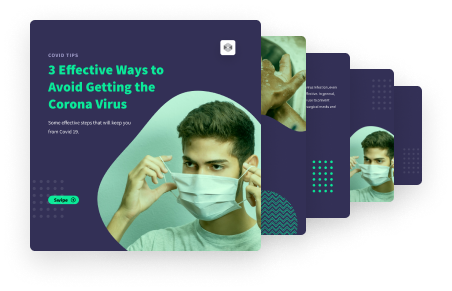 COVID TIPS
3 Effective Ways to
Avoid Getting the
Corona Virus
Some effective steps that will keep you
from Covid 19.
Swipe